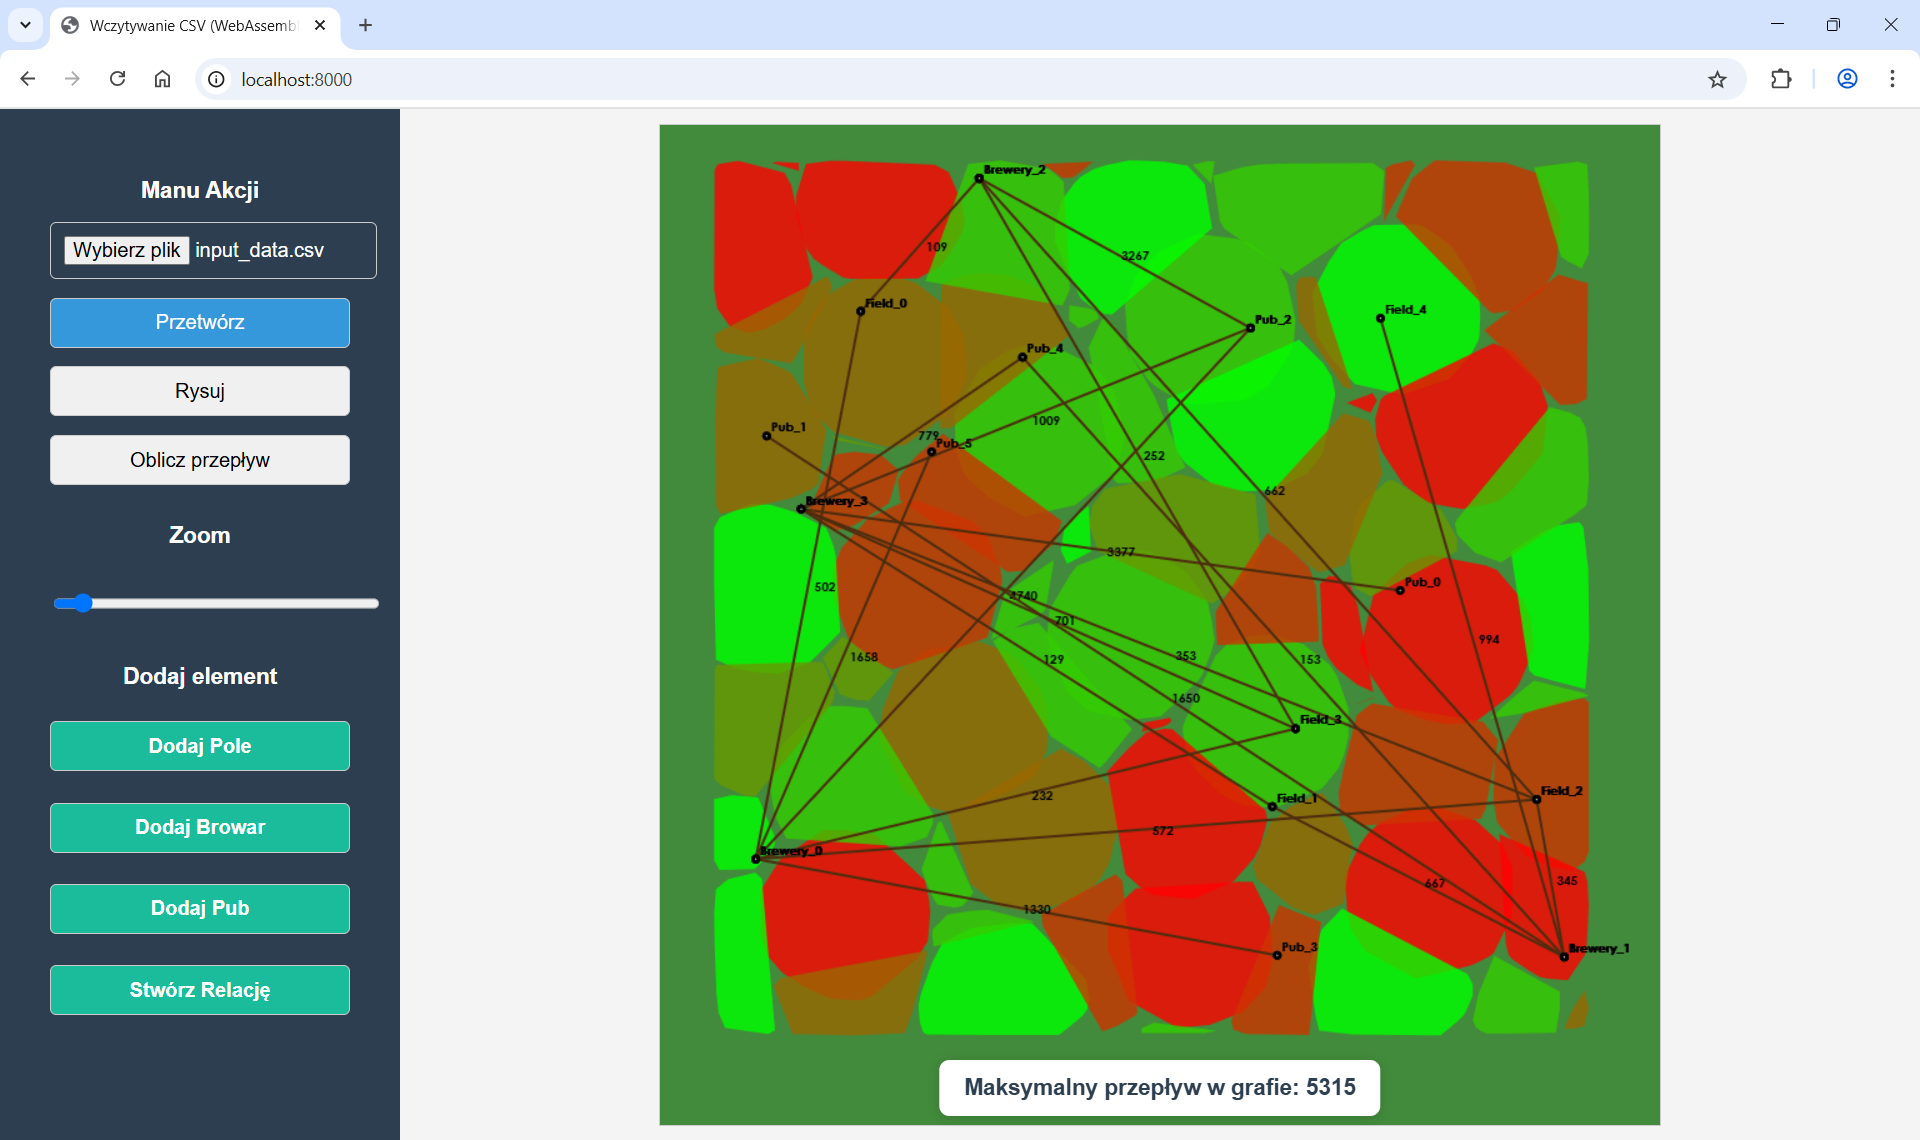 Wczytywanie CSV (WebAssembl
localhost:8000
Manu Akcji
Wybierz plik input_data.csv
Przetwórz
Rysuj
Oblicz przepływ
Zoom
Dodaj element
Dodaj Pole
Dodaj Browar
Dodaj Pub
Stwórz Relację
Brewery_2
109
3267
Field_0
Field_4
Pub_2
Pub_4
1009
Pub_1
779
Pub_5
252
662
Brewery_3
3377
Pub_0
502
4740
701
994
1658
129
353
153
1650
Field_3
Field_2
232
Field_1
572
Brewery_0
345
667
1330
Pub_3
Brewery_1
Maksymalny przepływ w grafie: 5315